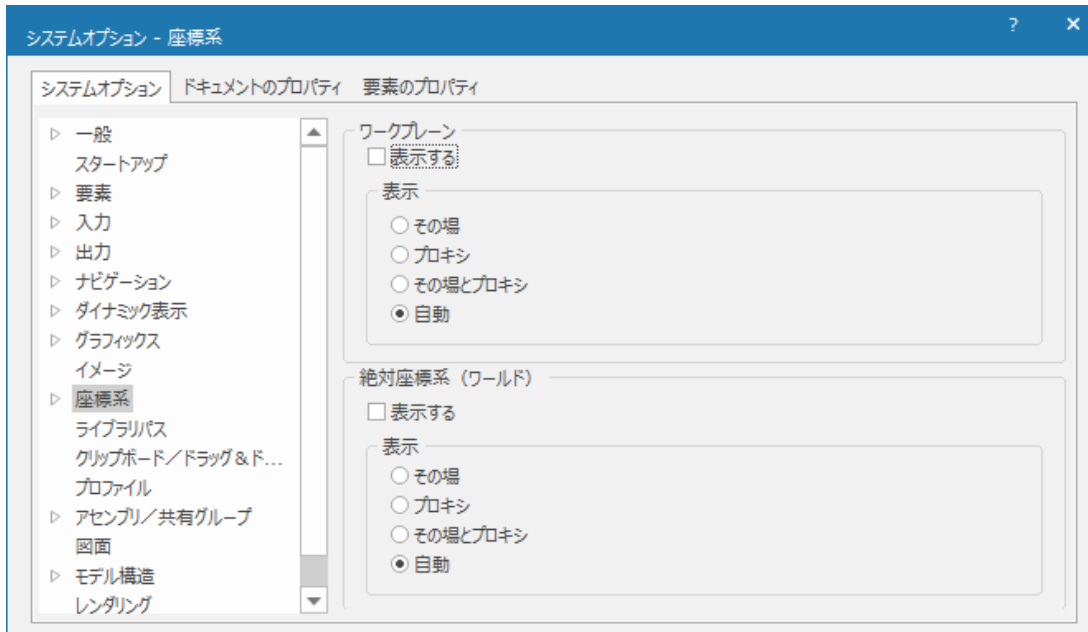 システムオプション - 座標系
? ×
システムオプション ドキュメントのプロパティ 要素のプロパティ
一般
スタートアップ
要素
入力
出力
ナビゲーション
ダイナミック表示
グラフィックス
イメージ
座標系
ライブラリパス
クリップボード／ドラッグ＆ド...
プロファイル
アセンブリ／共有グループ
図面
モデル構造
レンダリング
ワークプレーン
表示する
表示
その場
プロキシ
その場とプロキシ
自動
絶対座標系（ワールド）
表示する
表示
その場
プロキシ
その場とプロキシ
自動